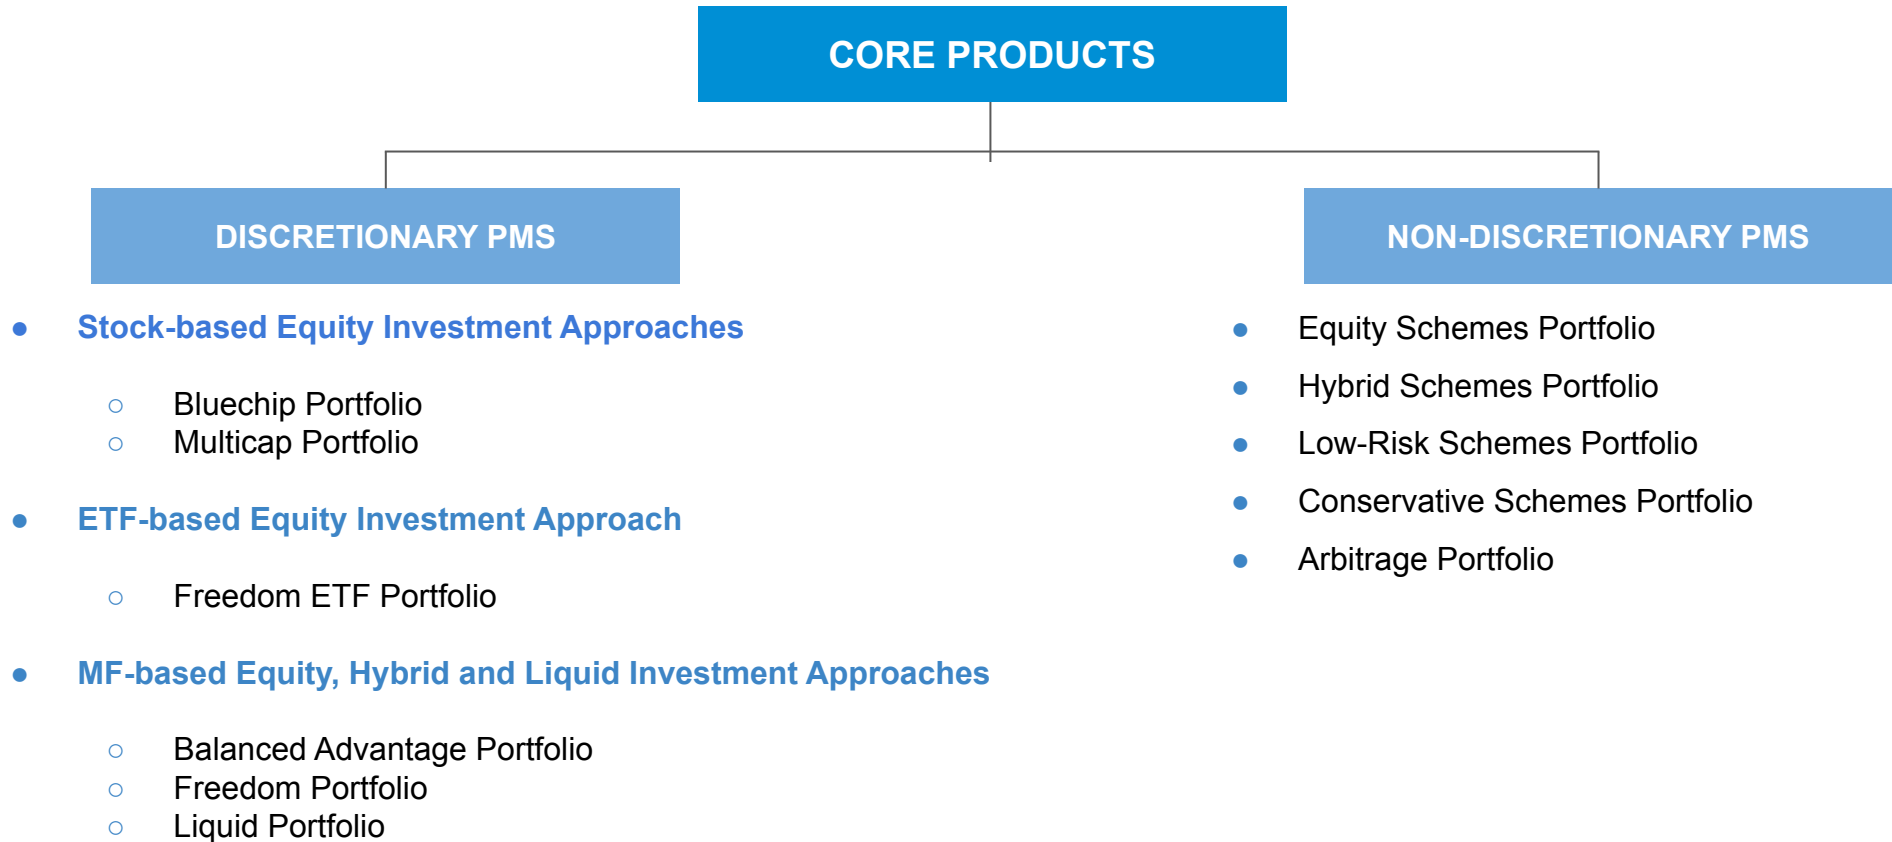 CORE PRODUCTS
DISCRETIONARY PMS
● Stock-based Equity Investment Approaches
○ Bluechip Portfolio
○ Multicap Portfolio
● ETF-based Equity Investment Approach
○ Freedom ETF Portfolio
● MF-based Equity, Hybrid and Liquid Investment Approaches
○ Balanced Advantage Portfolio
○ Freedom Portfolio
○ Liquid Portfolio
NON-DISCRETIONARY PMS
● Equity Schemes Portfolio
● Hybrid Schemes Portfolio
● Low-Risk Schemes Portfolio
● Conservative Schemes Portfolio
● Arbitrage Portfolio